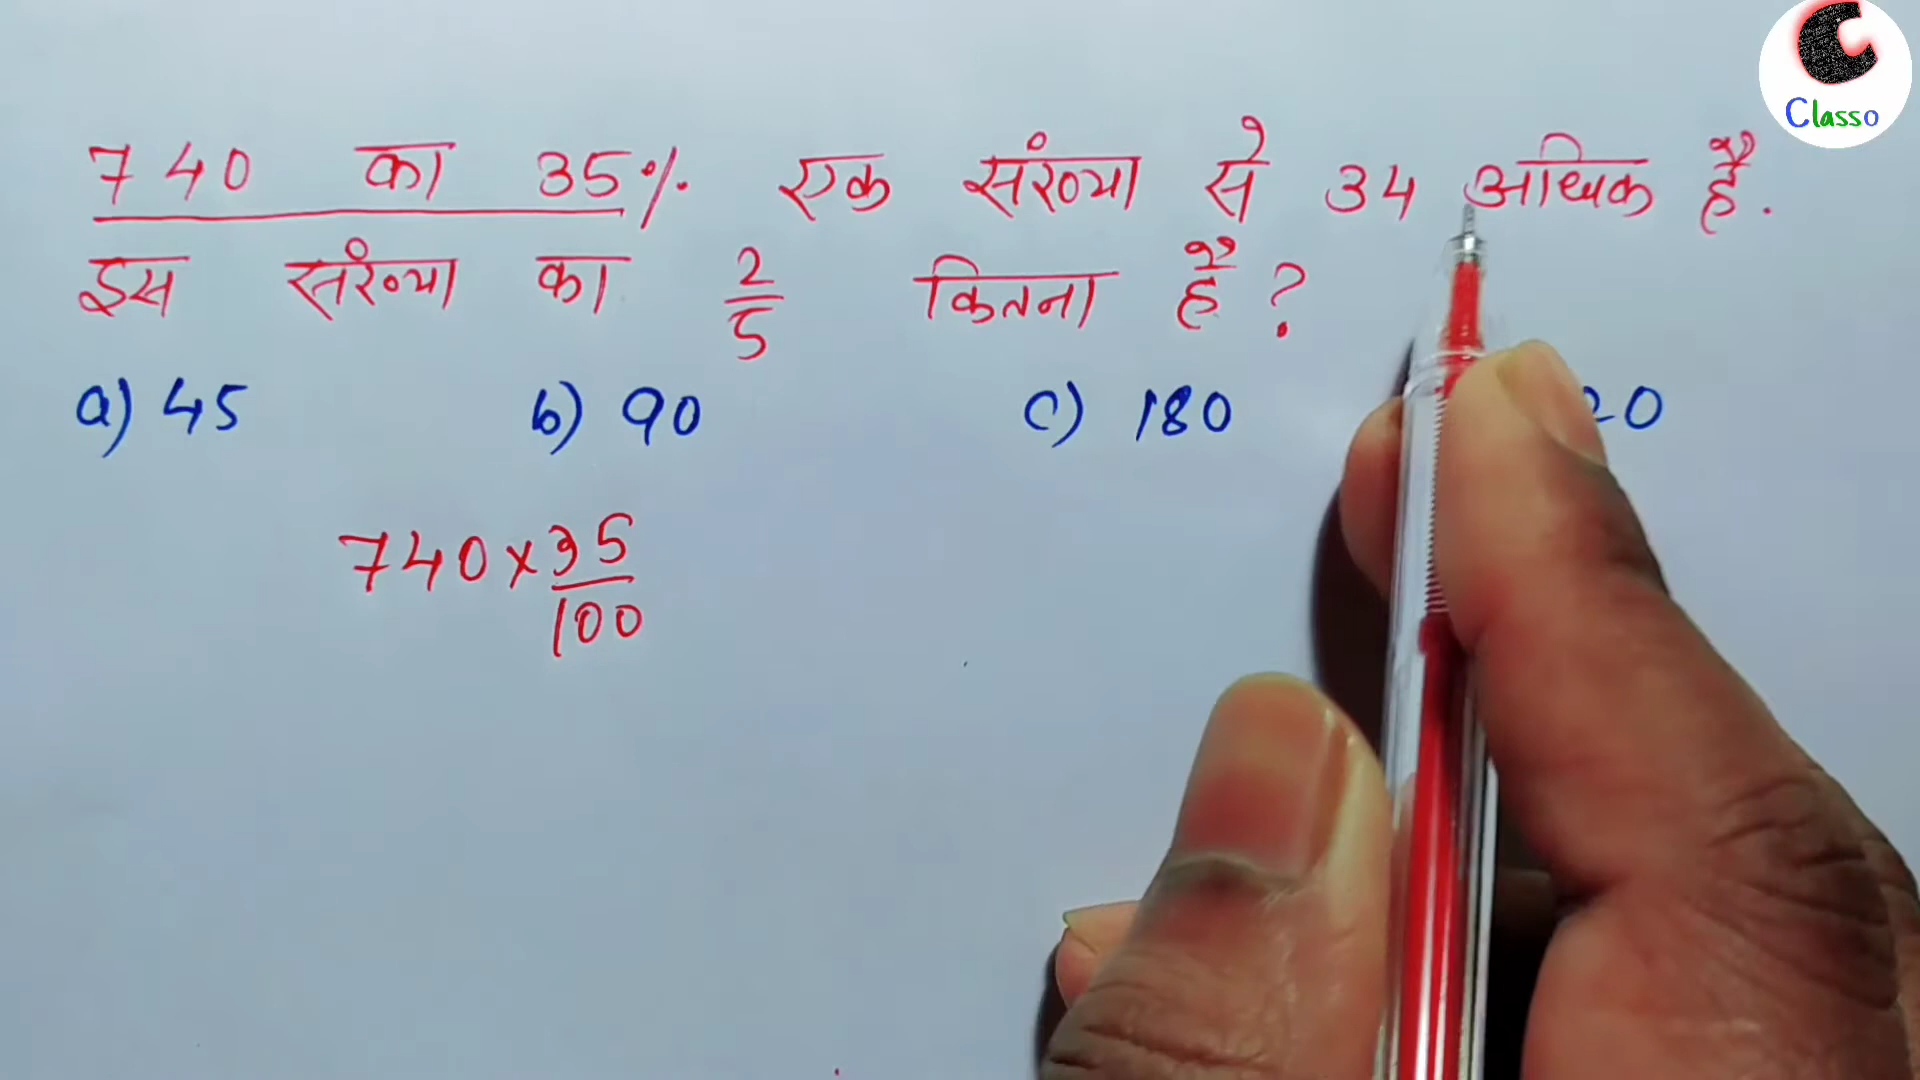 Classo
740 का 35% एक संख्या से 34 अधिक है.
इस संख्या का 2/5 कितना है ?
a) 45 b) 90 c) 180
740 × 35/100